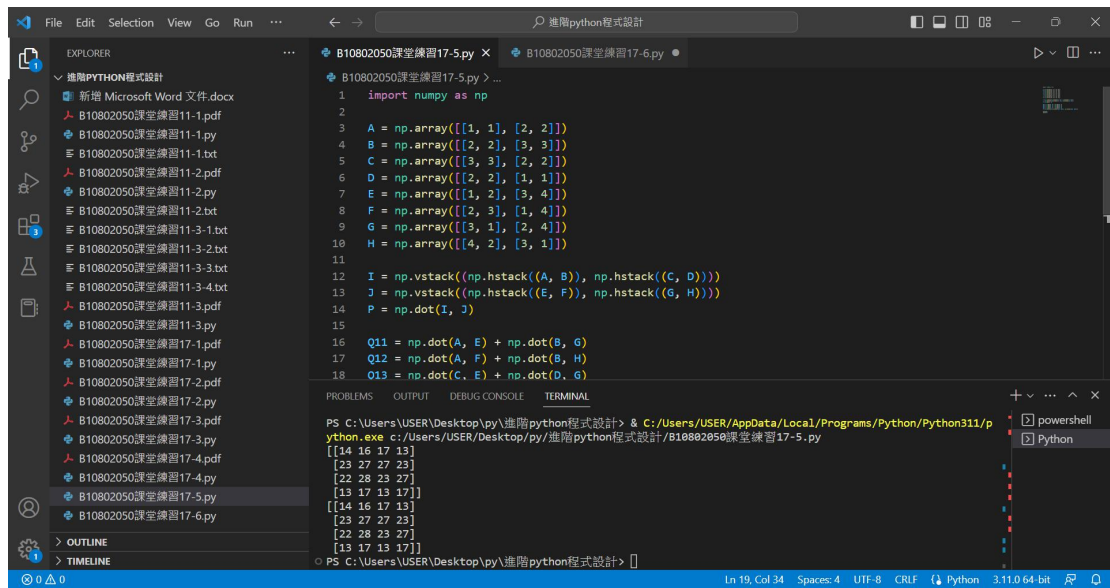 File Edit Selection View Go Run ··· 進階python程式設計
EXPLORER ···
進階PYTHON程式設計
新增 Microsoft Word 文件.docx
B10802050課堂練習11-1.pdf
B10802050課堂練習11-1.py
B10802050課堂練習11-1.txt
B10802050課堂練習11-2.pdf
B10802050課堂練習11-2.py
B10802050課堂練習11-2.txt
B10802050課堂練習11-3-1.txt
B10802050課堂練習11-3-2.txt
B10802050課堂練習11-3-3.txt
B10802050課堂練習11-3-4.txt
B10802050課堂練習11-3.pdf
B10802050課堂練習11-3.py
B10802050課堂練習17-1.pdf
B10802050課堂練習17-1.py
B10802050課堂練習17-2.pdf
B10802050課堂練習17-2.py
B10802050課堂練習17-3.pdf
B10802050課堂練習17-3.py
B10802050課堂練習17-4.pdf
B10802050課堂練習17-4.py
B10802050課堂練習17-5.py
B10802050課堂練習17-6.py
OUTLINE
TIMELINE
1
3
1
B10802050課堂練習17-5.py B10802050課堂練習17-6.py
B10802050課堂練習17-5.py > ...
1 import numpy as np
2
3 A = np.array([[1, 1], [2, 2]])
4 B = np.array([[2, 2], [3, 3]])
5 C = np.array([[3, 3], [2, 2]])
6 D = np.array([[2, 2], [1, 1]])
7 E = np.array([[1, 2], [3, 4]])
8 F = np.array([[2, 3], [1, 4]])
9 G = np.array([[3, 1], [2, 4]])
10 H = np.array([[4, 2], [3, 1]])
11
12 I = np.vstack((np.hstack((A, B)), np.hstack((C, D))))
13 J = np.vstack((np.hstack((E, F)), np.hstack((G, H))))
14 P = np.dot(I, J)
15
16 Q11 = np.dot(A, E) + np.dot(B, G)
17 Q12 = np.dot(A, F) + np.dot(B, H)
18 Q13 = np.dot(C, E) + np.dot(D, G)
PROBLEMS OUTPUT DEBUG CONSOLE TERMINAL
PS C:\Users\USER\Desktop\py\進階python程式設計> & C:/Users/USER/AppData/Local/Programs/Python/Python311/p
ython.exe c:/Users/USER/Desktop/py/進階python程式設計/B10802050課堂練習17-5.py
[[14 16 17 13]
[23 27 27 23]
[22 28 23 27]
[13 17 13 17]]
[[14 16 17 13]
[23 27 27 23]
[22 28 23 27]
[13 17 13 17]]
PS C:\Users\USER\Desktop\py\進階python程式設計>
powershell
Python
0 0 Ln 19, Col 34 Spaces: 4 UTF-8 CRLF Python 3.11.0 64-bit